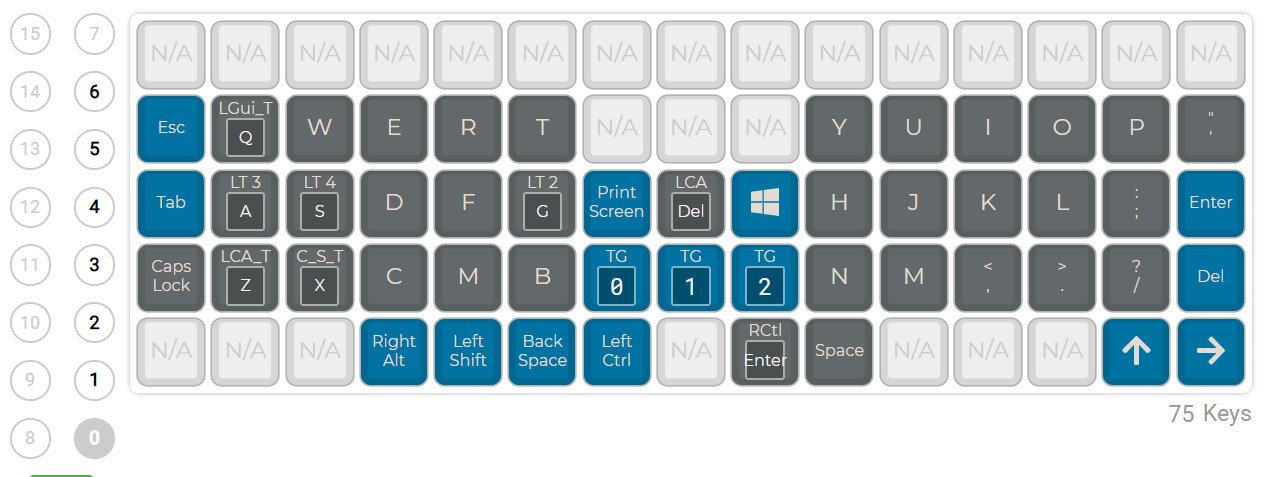 15 7 N/A N/A N/A N/A N/A N/A N/A N/A N/A N/A N/A N/A N/A N/A N/A
14 6 Esc LGui_T Q W E R T N/A N/A N/A Y U I O P " '
13 5
12 4 Tab LT 3 A LT 4 S D F LT 2 G Print Screen LCA Del H J K L : ; Enter
11 3 Caps Lock LCA_T Z C_S_T X C M B TG 0 TG 1 TG 2 N M < , > . ? / Del
10 2 N/A N/A N/A Right Alt Left Shift Back Space Left Ctrl N/A RCtl Enter Space N/A N/A N/A
9 1
75 Keys
8 0